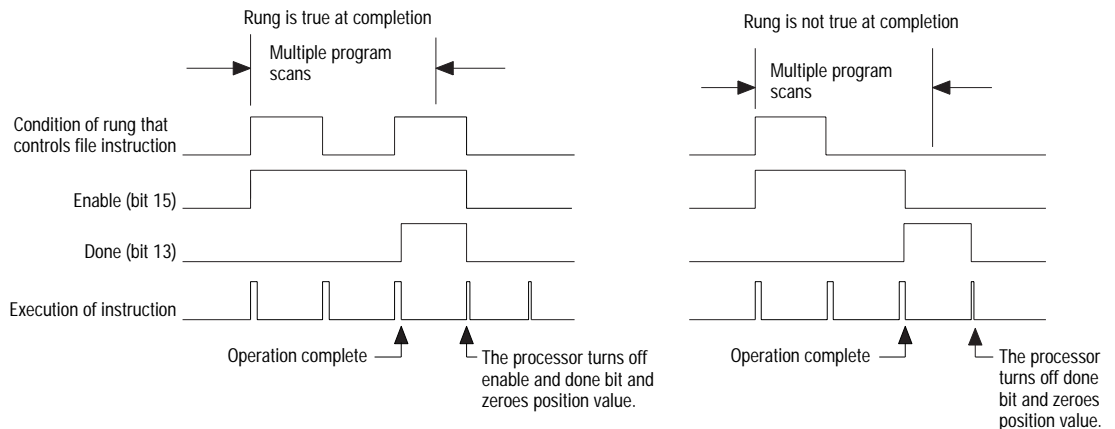 Rung is true at completion
Multiple program
scans
Condition of rung that
controls file instruction
Enable (bit 15)
Done (bit 13)
Execution of instruction
Operation complete
The processor turns off
enable and done bit and
zeroes position value.
Rung is not true at completion
Multiple program
scans
Operation complete
The processor
turns off done
bit and zeroes
position value.